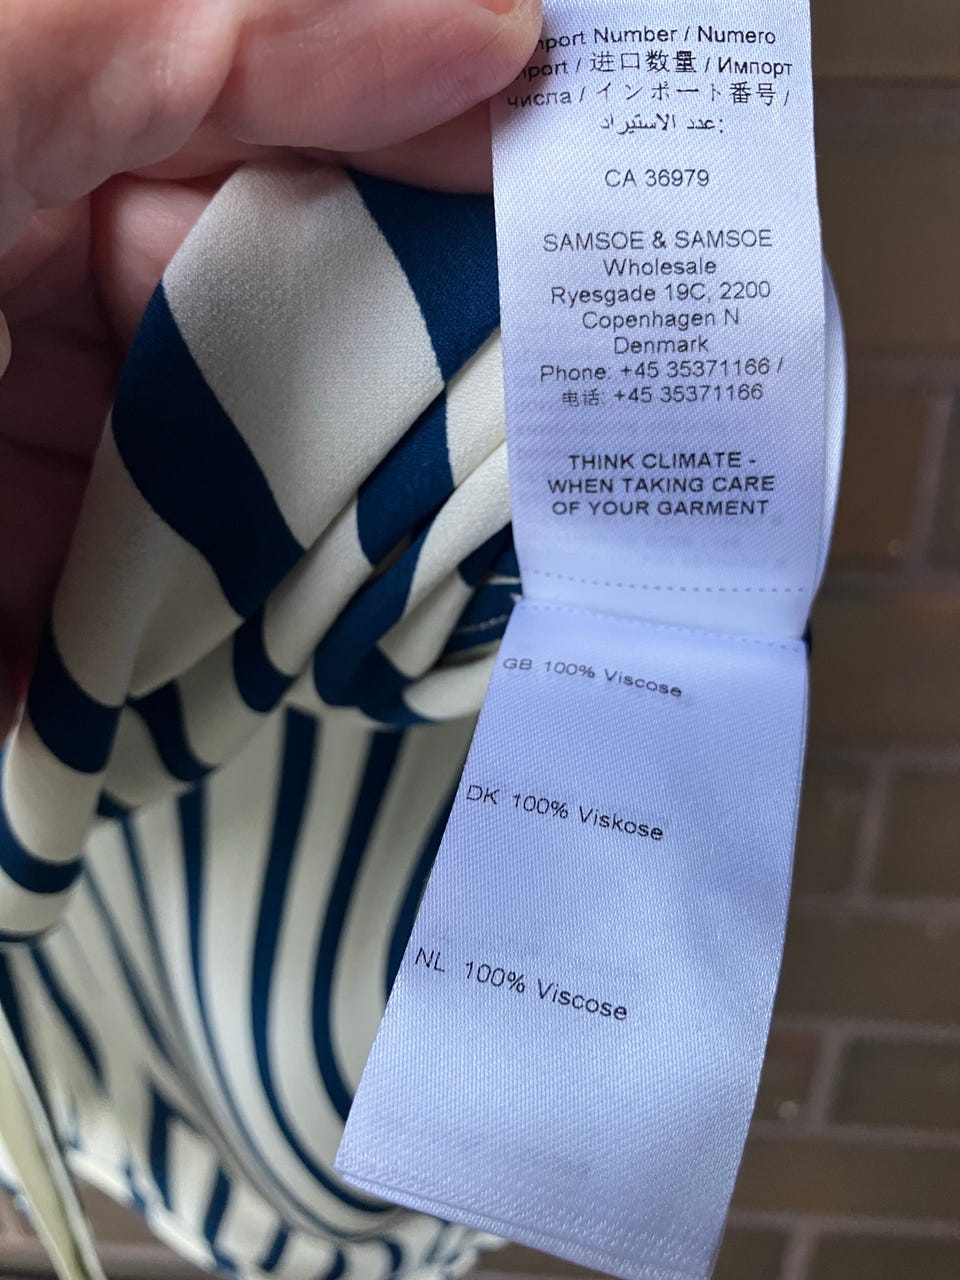 Number / Numero
/ 进口数量 / Импорт
числа / インポート番号 /
عدد الاستيراد:
CA 36979
SAMSOE & SAMSOE
Wholesale
Ryesgade 19C, 2200
Copenhagen N
Denmark
Phone: +45 35371166 /
电话: +45 35371166
THINK CLIMATE -
WHEN TAKING CARE
OF YOUR GARMENT
GB 100% Viscose
DK 100% Viskose
NL 100% Viscose